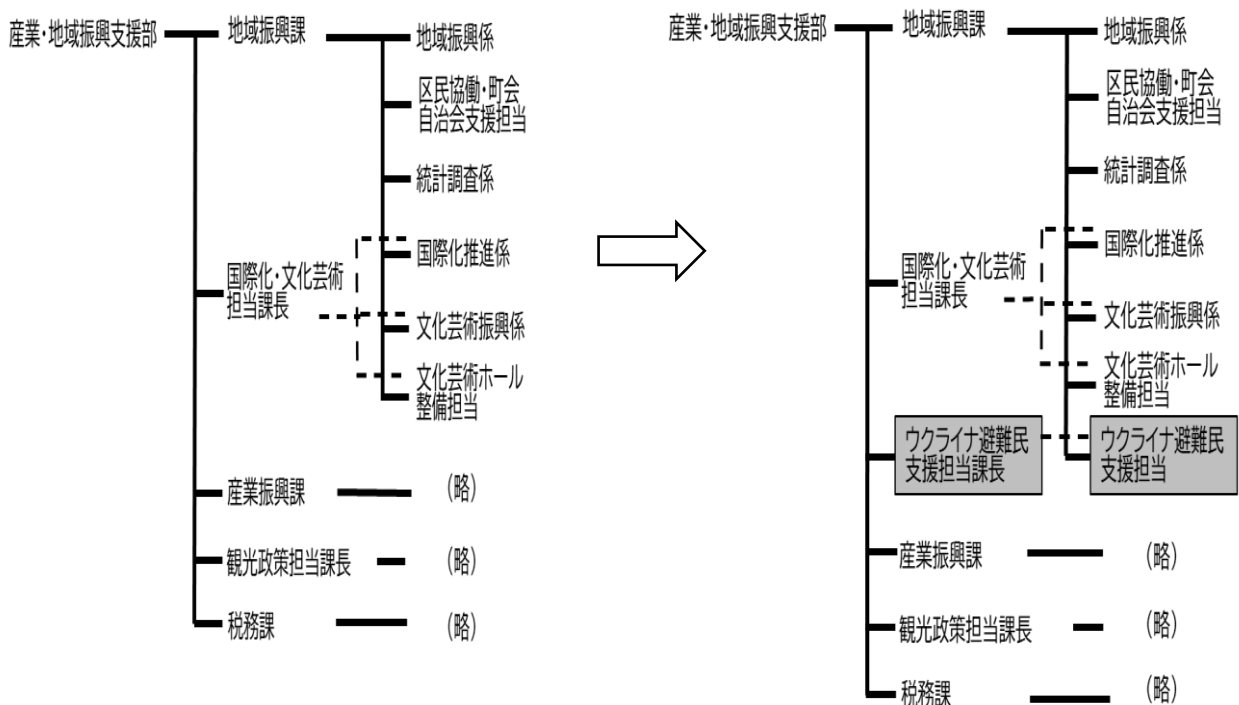 産業・地域振興支援部
地域振興課
地域振興係
区民協働・町会
自治会支援担当
統計調査係
国際化・文化芸術
担当課長
国際化推進係
文化芸術振興係
文化芸術ホール
整備担当
産業振興課
(略)
観光政策担当課長
(略)
税務課
(略)
産業・地域振興支援部
地域振興課
地域振興係
区民協働・町会
自治会支援担当
統計調査係
国際化・文化芸術
担当課長
国際化推進係
文化芸術振興係
文化芸術ホール
整備担当
ウクライナ避難民
支援担当課長
ウクライナ避難民
支援担当
産業振興課
(略)
観光政策担当課長
(略)
税務課
(略)